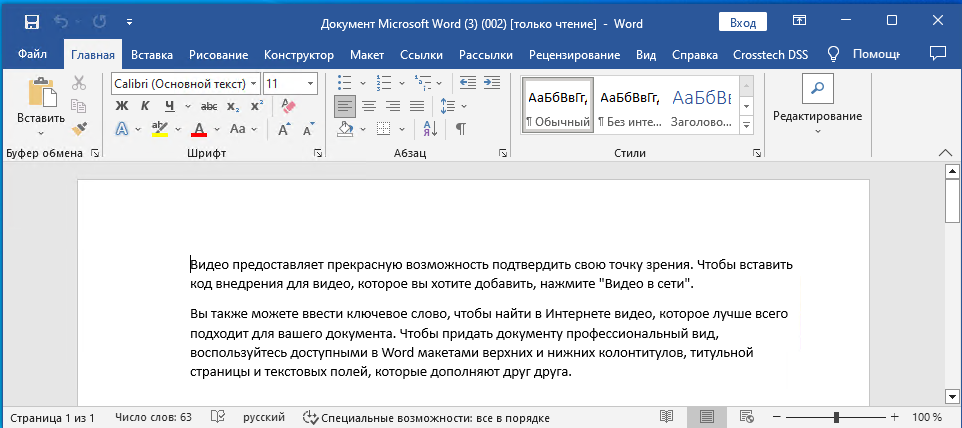 Документ Microsoft Word (3) (002) [только чтение] - Word
Вход
Файл Главная Вставка Рисование Конструктор Макет Ссылки Рассылки Рецензирование Вид Справка Crosstech DSS Помощь
Calibri (Основной текст) 11
Вставить
Ж К Ч abc x₂ x²
А Аа А А
АаБбВвГг, АаБбВвГг, АаБбВв
¶ Обычный ¶ Без инте... Заголово...
Редактирование
Буфер обмена Шрифт Абзац Стили
Видео предоставляет прекрасную возможность подтвердить свою точку зрения. Чтобы вставить
код внедрения для видео, которое вы хотите добавить, нажмите "Видео в сети".
Вы также можете ввести ключевое слово, чтобы найти в Интернете видео, которое лучше всего
подходит для вашего документа. Чтобы придать документу профессиональный вид,
воспользуйтесь доступными в Word макетами верхних и нижних колонтитулов, титульной
страницы и текстовых полей, которые дополняют друг друга.
Страница 1 из 1 Число слов: 63 русский Специальные возможности: все в порядке 100 %